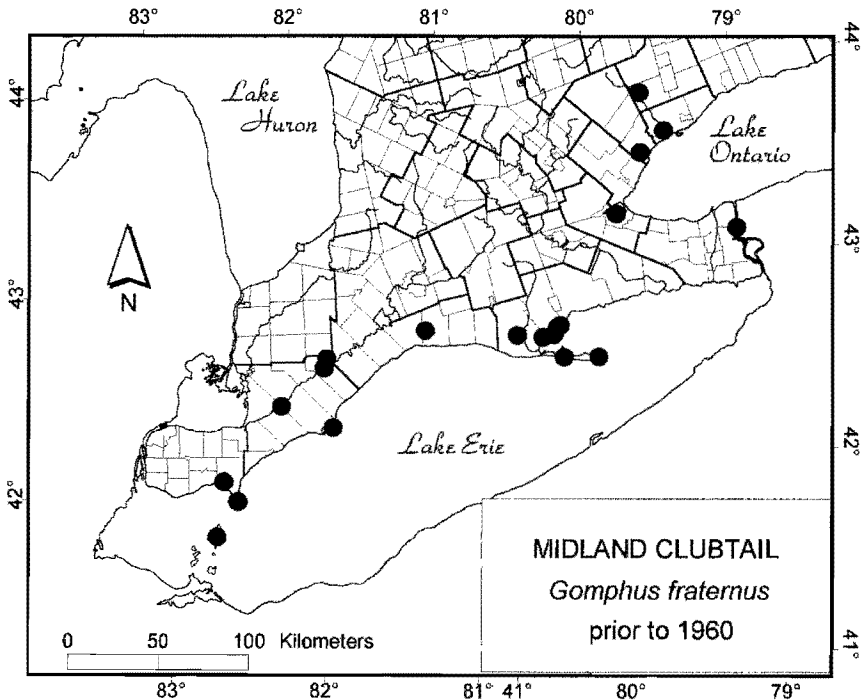 83° 82° 81° 80° 79°
44°
44°
Lake
Huron
Lake
Ontario
43°
43°
N
42°
42°
Lake Erie
MIDLAND CLUBTAIL
Gomphus fraternus
prior to 1960
0 50 100 Kilometers
41°
83° 82° 81° 41° 80° 79°